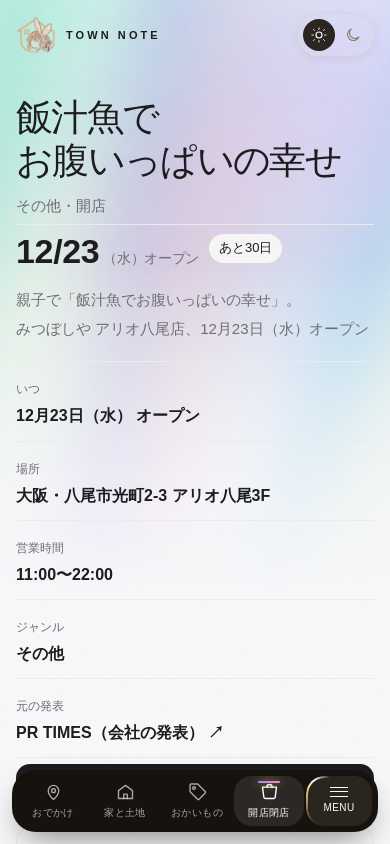 TOWN NOTE
飯汁魚で
お腹いっぱいの幸せ
その他・開店
12/23 （水）オープン あと30日
親子で「飯汁魚でお腹いっぱいの幸せ」。
みつぼしや アリオ八尾店、12月23日（水）オープン
いつ
12月23日（水） オープン
場所
大阪・八尾市光町2-3 アリオ八尾3F
営業時間
11:00〜22:00
ジャンル
その他
元の発表
PR TIMES（会社の発表） ↗
おでかけ 家と土地 おかいもの 開店閉店 MENU